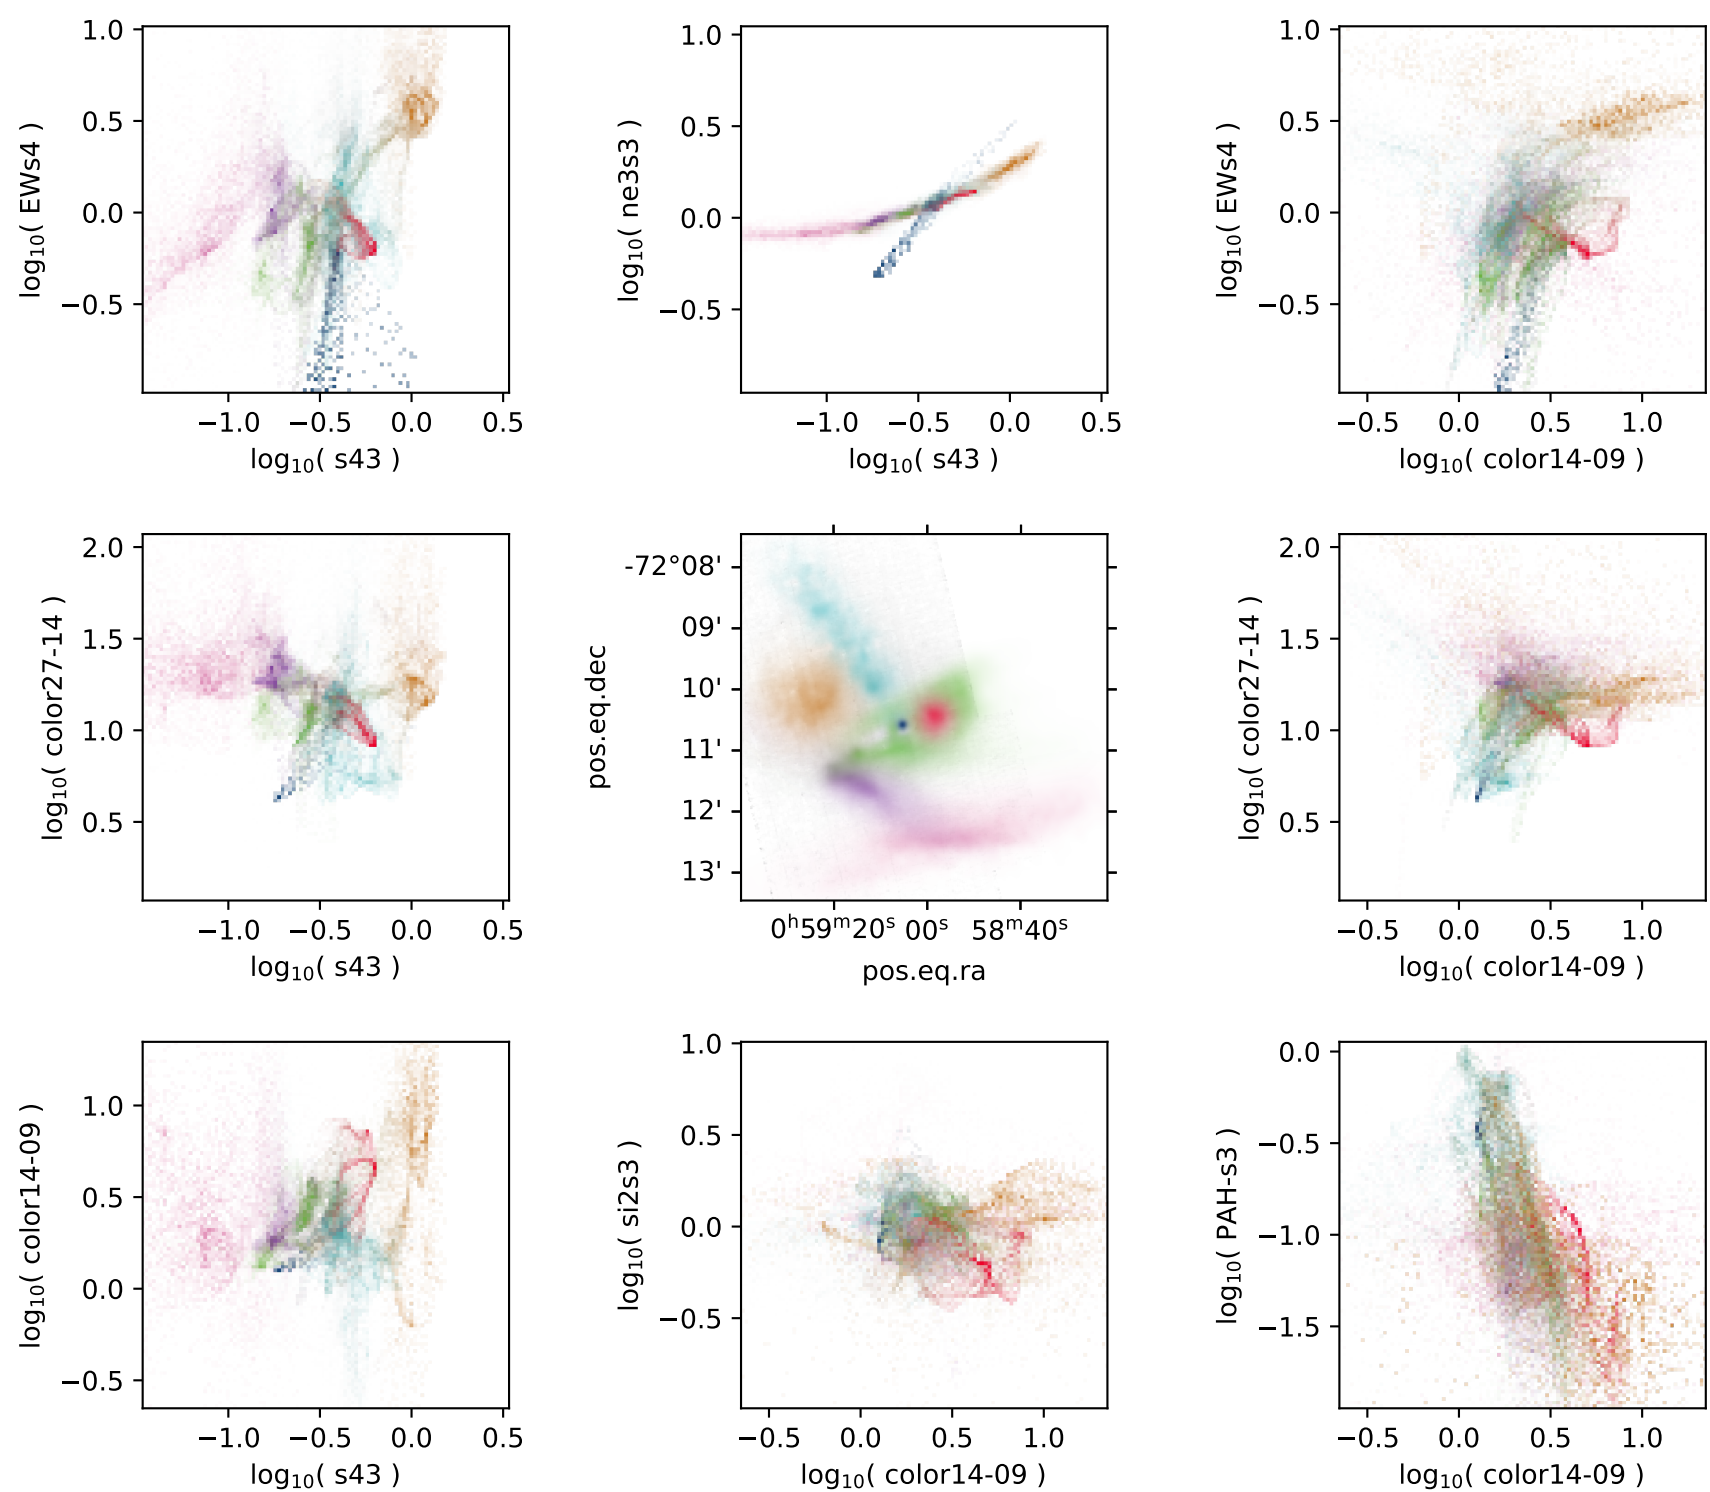 1.0
0.5
0.0
−0.5
log₁₀( EWs4 )
−1.0 −0.5 0.0 0.5
log₁₀( s43 )
1.0
0.5
0.0
−0.5
log₁₀( ne3s3 )
−1.0 −0.5 0.0 0.5
log₁₀( s43 )
1.0
0.5
0.0
−0.5
log₁₀( EWs4 )
−0.5 0.0 0.5 1.0
log₁₀( color14-09 )
2.0
1.5
1.0
0.5
log₁₀( color27-14 )
−1.0 −0.5 0.0 0.5
log₁₀( s43 )
-72°08'
09'
10'
11'
12'
13'
pos.eq.dec
0ʰ59ᵐ20ˢ 00ˢ 58ᵐ40ˢ
pos.eq.ra
2.0
1.5
1.0
0.5
log₁₀( color27-14 )
−0.5 0.0 0.5 1.0
log₁₀( color14-09 )
1.0
0.5
0.0
−0.5
log₁₀( color14-09 )
−1.0 −0.5 0.0 0.5
log₁₀( s43 )
1.0
0.5
0.0
−0.5
log₁₀( si2s3 )
−0.5 0.0 0.5 1.0
log₁₀( color14-09 )
0.0
−0.5
−1.0
−1.5
log₁₀( PAH-s3 )
−0.5 0.0 0.5 1.0
log₁₀( color14-09 )